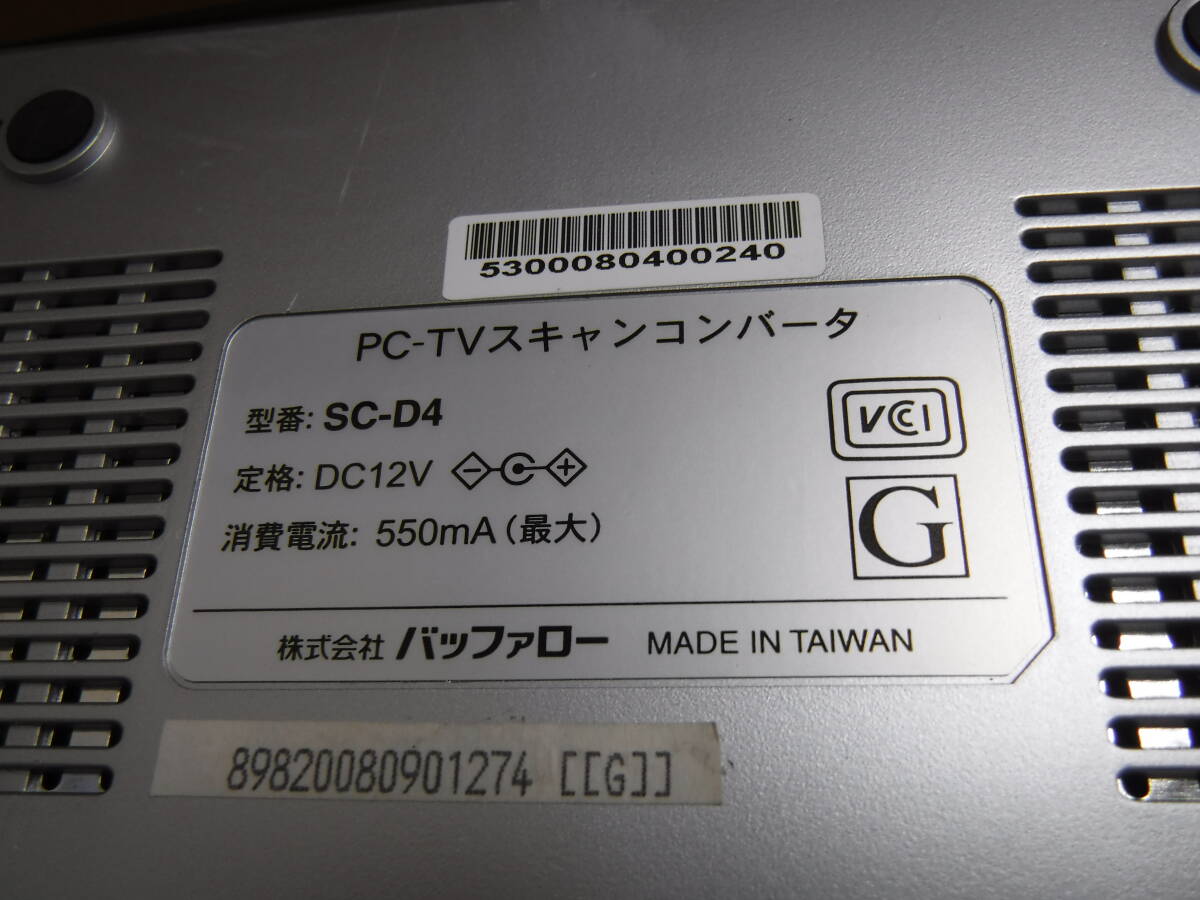 5300080400240
PC-TVスキャンコンバータ
型番: SC-D4
VCCI
定格: DC12V
G
消費電流: 550mA (最大)
株式会社 バッファロー MADE IN TAIWAN
89820080901274 [[G]]